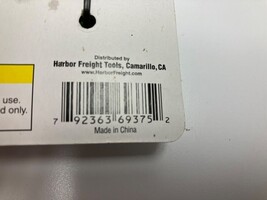 Distributed by
Harbor Freight Tools, Camarillo, CA
www.HarborFreight.com
use.
d only.
7 92363 69375 2
Made in China